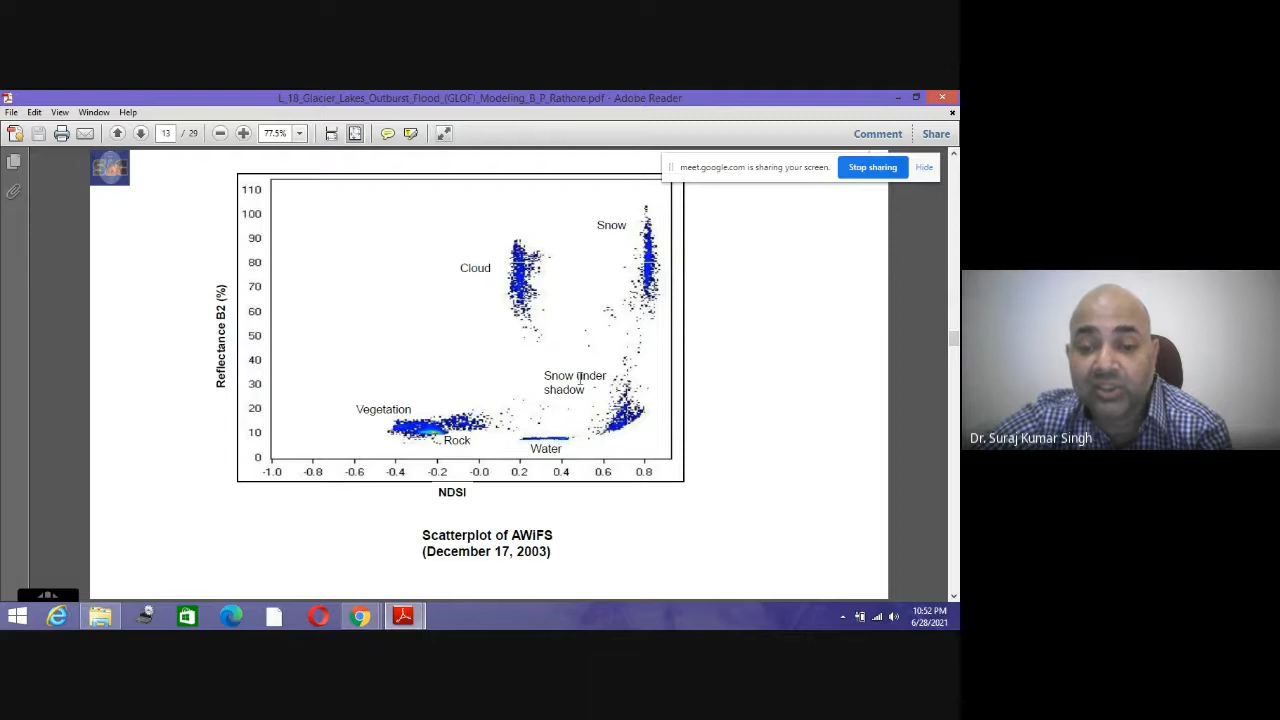 L_18_Glacier_Lakes_Outburst_Flood_(GLOF)_Modeling_B_P_Rathore.pdf - Adobe Reader
File Edit View Window Help
13 / 29 77.5% Comment Share
meet.google.com is sharing your screen. Stop sharing Hide
110
100
90
80
70
60
50
40
30
20
10
0
Reflectance B2 (%)
Snow
Cloud
Snow under
shadow
Vegetation
Rock
Water
-1.0 -0.8 -0.6 -0.4 -0.2 -0.0 0.2 0.4 0.6 0.8
NDSI
Scatterplot of AWiFS
(December 17, 2003)
Dr. Suraj Kumar Singh
10:52 PM
6/28/2021